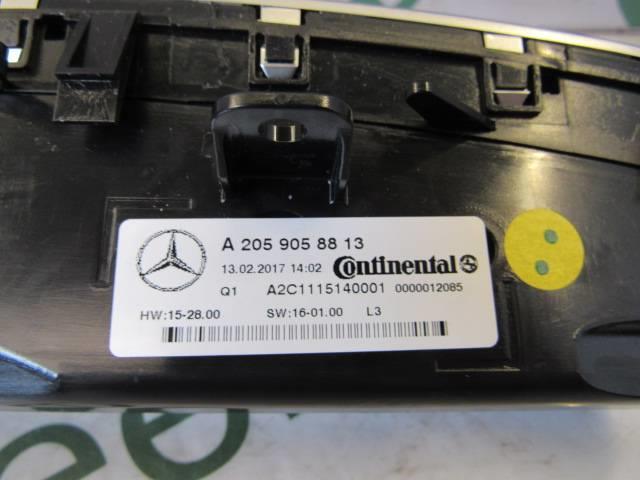 A 205 905 88 13
13.02.2017 14:02 Continental
Q1 A2C1115140001 0000012085
HW:15-28.00 SW:16-01.00 L3